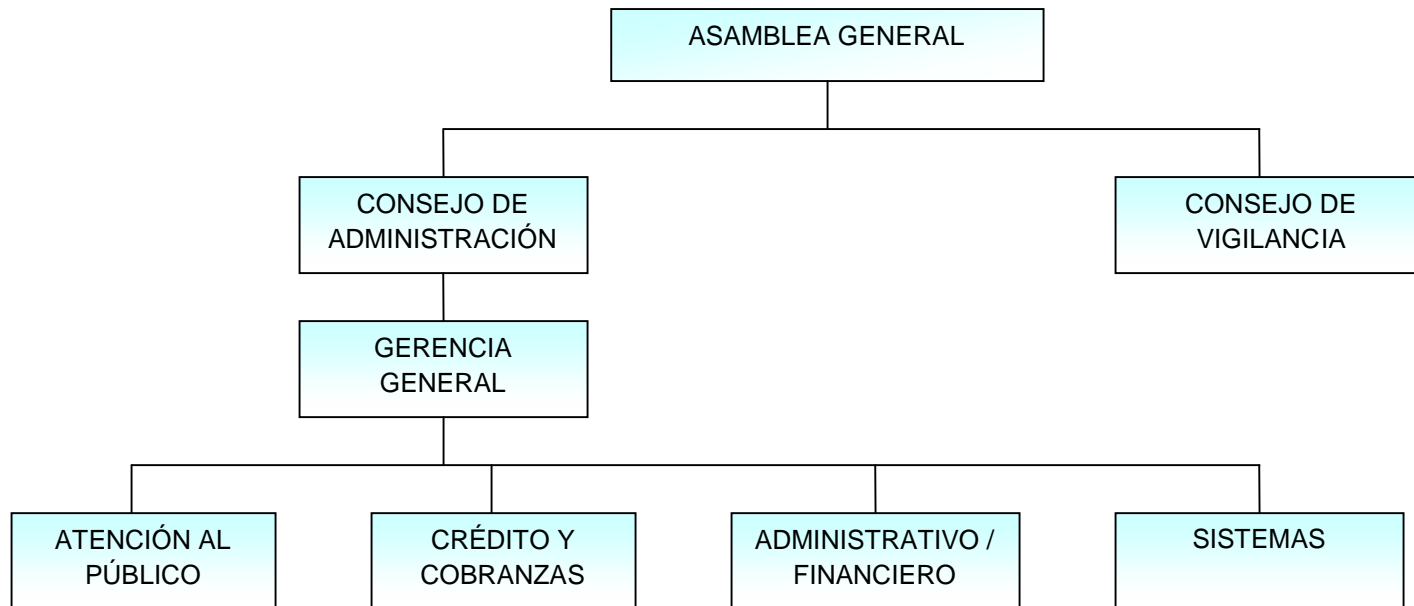 ASAMBLEA GENERAL
CONSEJO DE
ADMINISTRACIÓN
CONSEJO DE
VIGILANCIA
GERENCIA
GENERAL
ATENCIÓN AL
PÚBLICO
CRÉDITO Y
COBRANZAS
ADMINISTRATIVO /
FINANCIERO
SISTEMAS